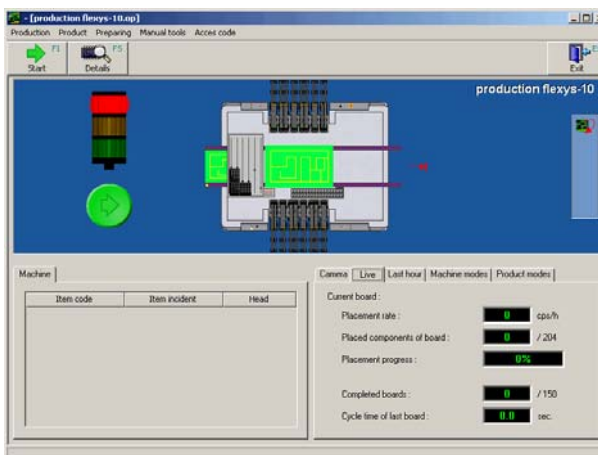 - [production flexys-10.op]
Production Product Preparing Manual tools Acces code
F1 F5
Start Details Exit
production flexys-10
Machine
Camera Live Last hour Machine modes Product modes
Item code Item incident Head
Current board :
Placement rate : 0 cps/h
Placed components of board : 0 / 204
Placement progress : 0%
Completed boards : 0 / 150
Cycle time of last board : 0.0 sec.